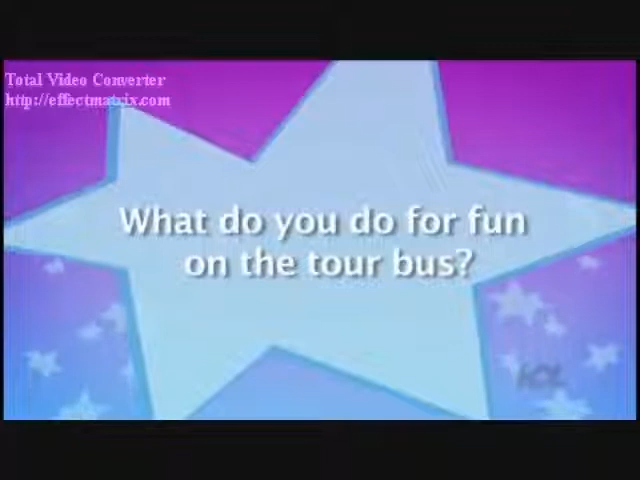 Total Video Converter
http://effectmatrix.com
What do you do for fun
on the tour bus?